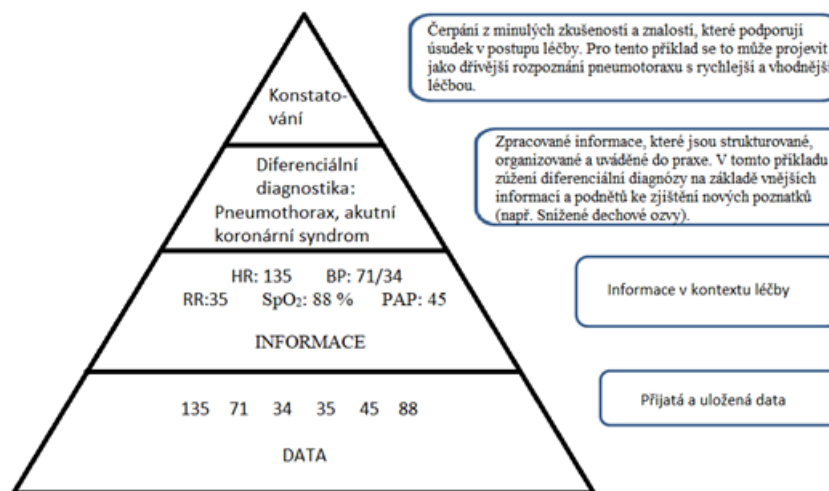 Čerpání z minulých zkušeností a znalostí, které podporují
úsudek v postupu léčby. Pro tento příklad se to může projevit
jako dřívější rozpoznání pneumotoraxu s rychlejší a vhodnější
léčbou.
Konstato-
vání
Zpracované informace, které jsou strukturované,
organizované a uváděné do praxe. V tomto příkladu
zúžení diferenciální diagnózy na základě vnějších
informací a podnětů ke zjištění nových poznatků
(např. Snížené dechové ozvy).
Diferenciální
diagnostika:
Pneumothorax, akutní
koronární syndrom
HR: 135 BP: 71/34
RR:35 SpO₂: 88 % PAP: 45
INFORMACE
Informace v kontextu léčby
135 71 34 35 45 88
DATA
Přijatá a uložená data